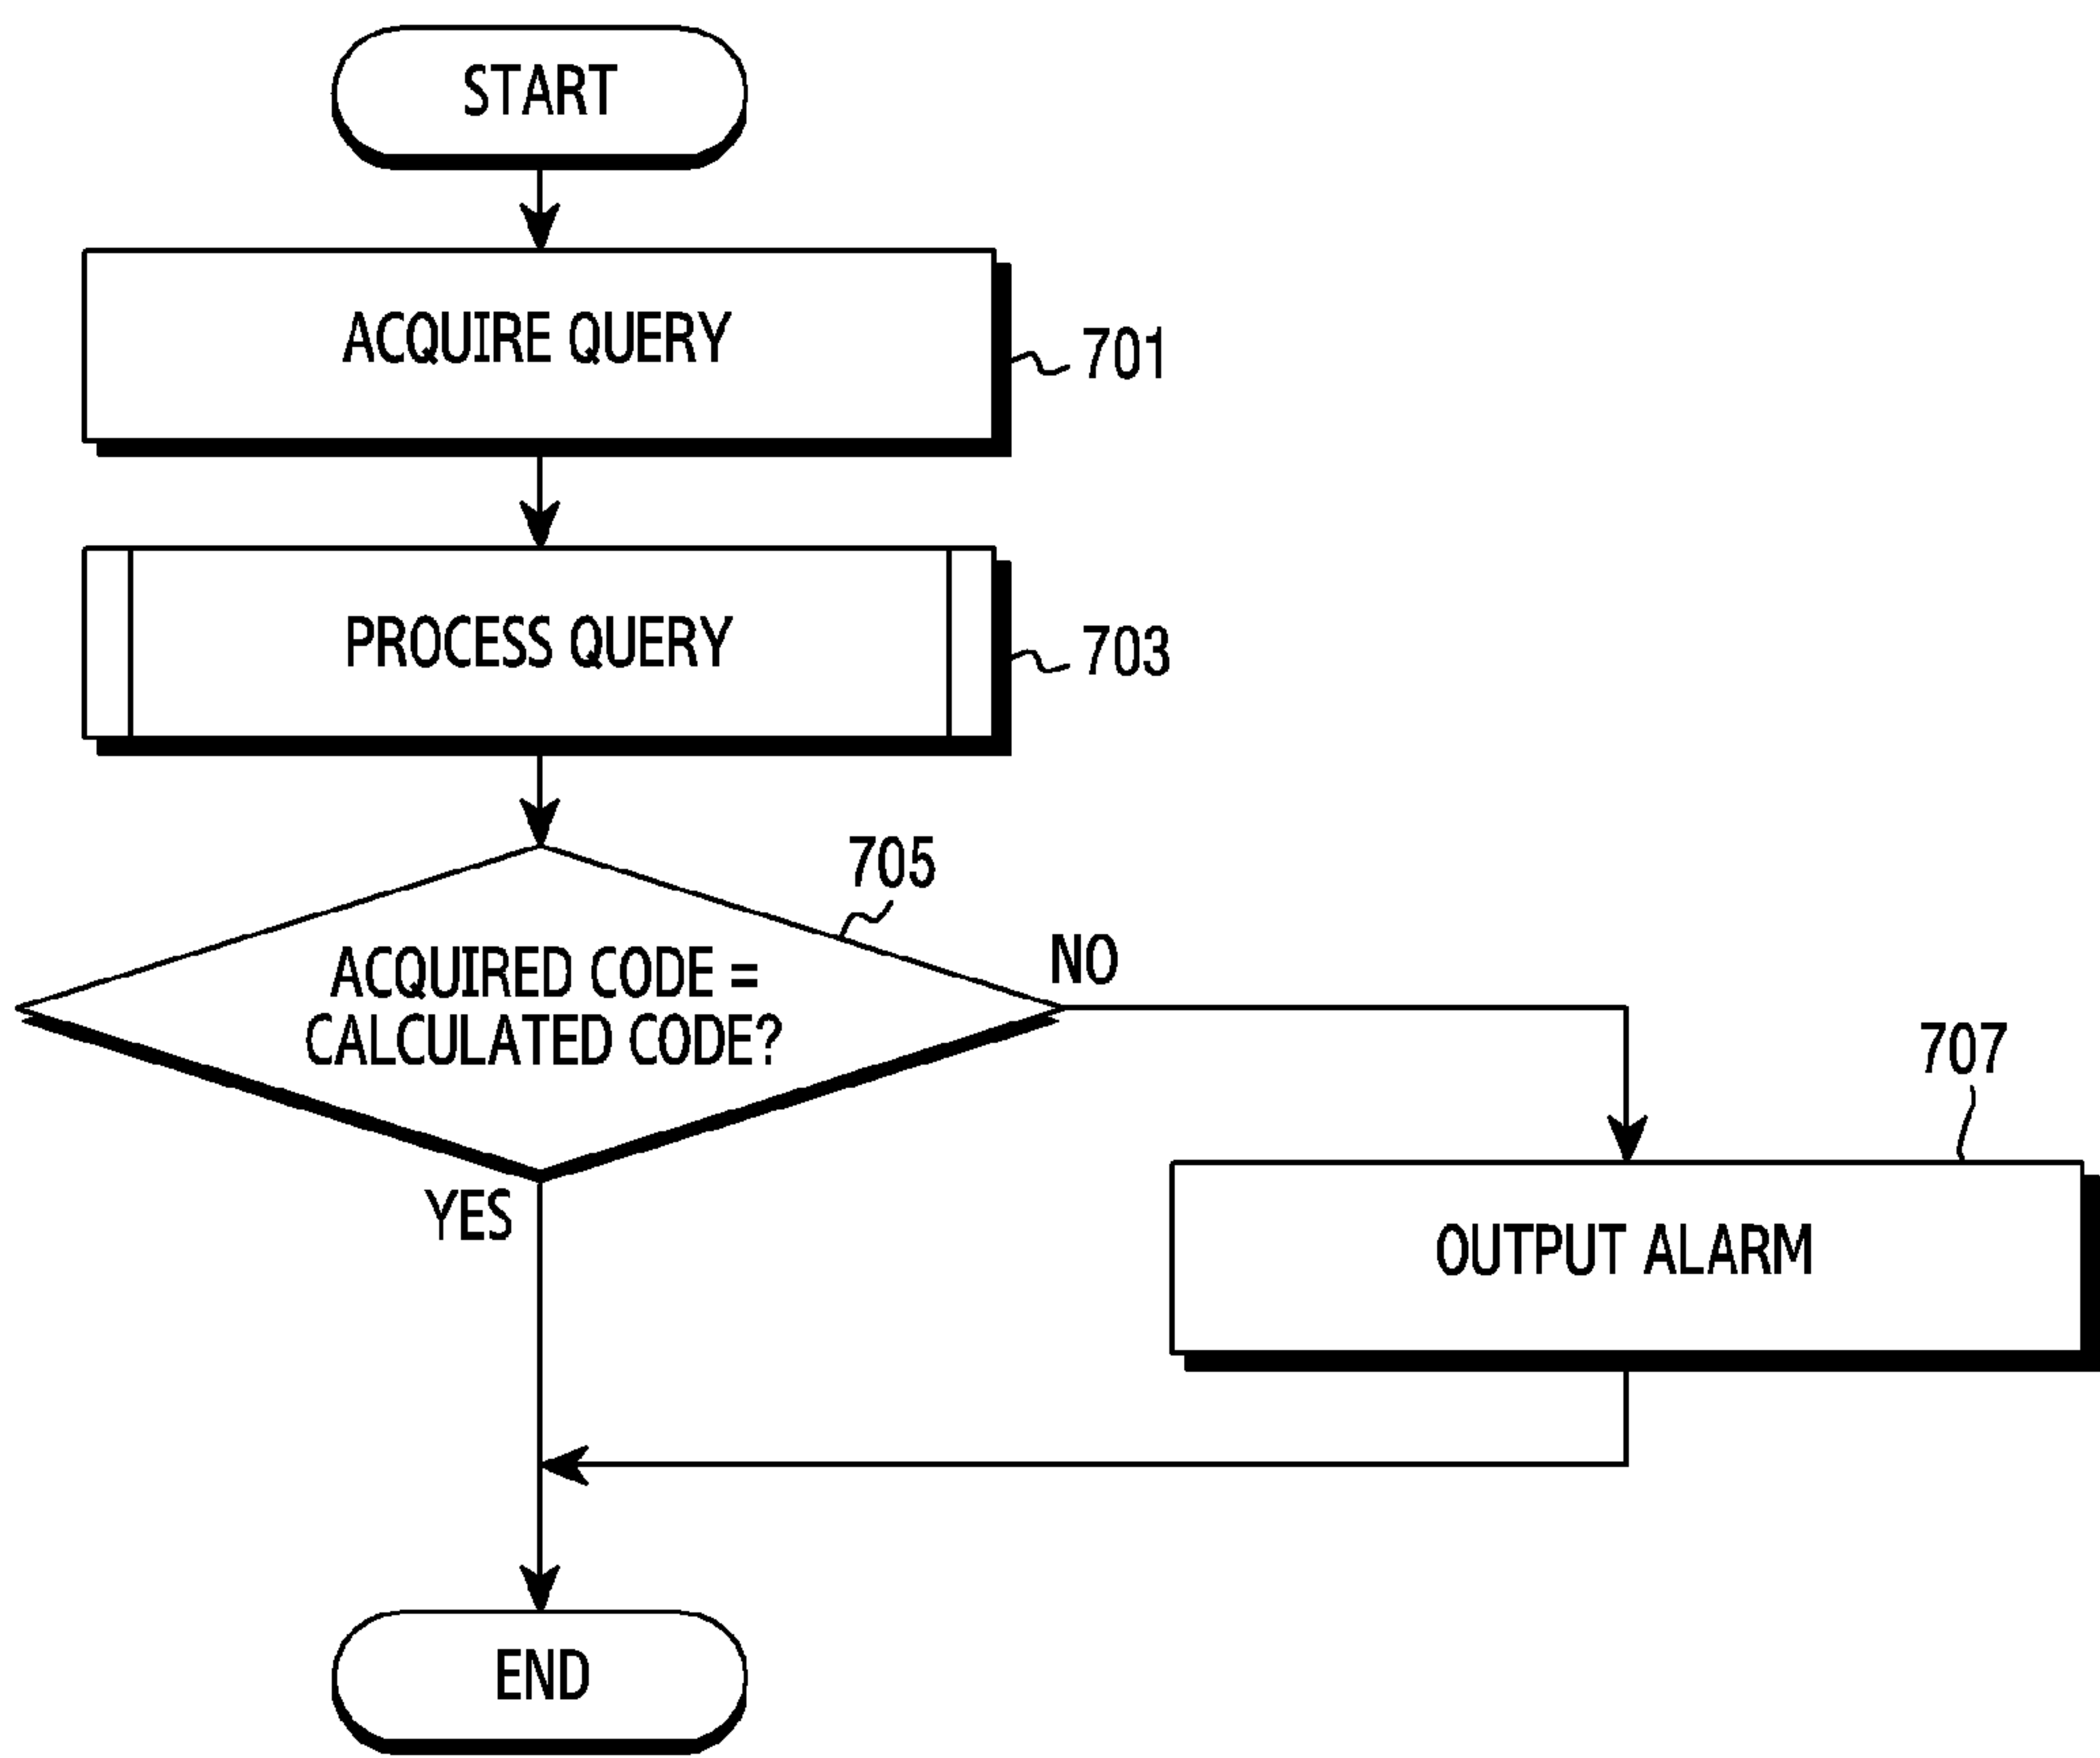 START
ACQUIRE QUERY
701
PROCESS QUERY
703
705
ACQUIRED CODE =
CALCULATED CODE?
NO
YES
707
OUTPUT ALARM
END